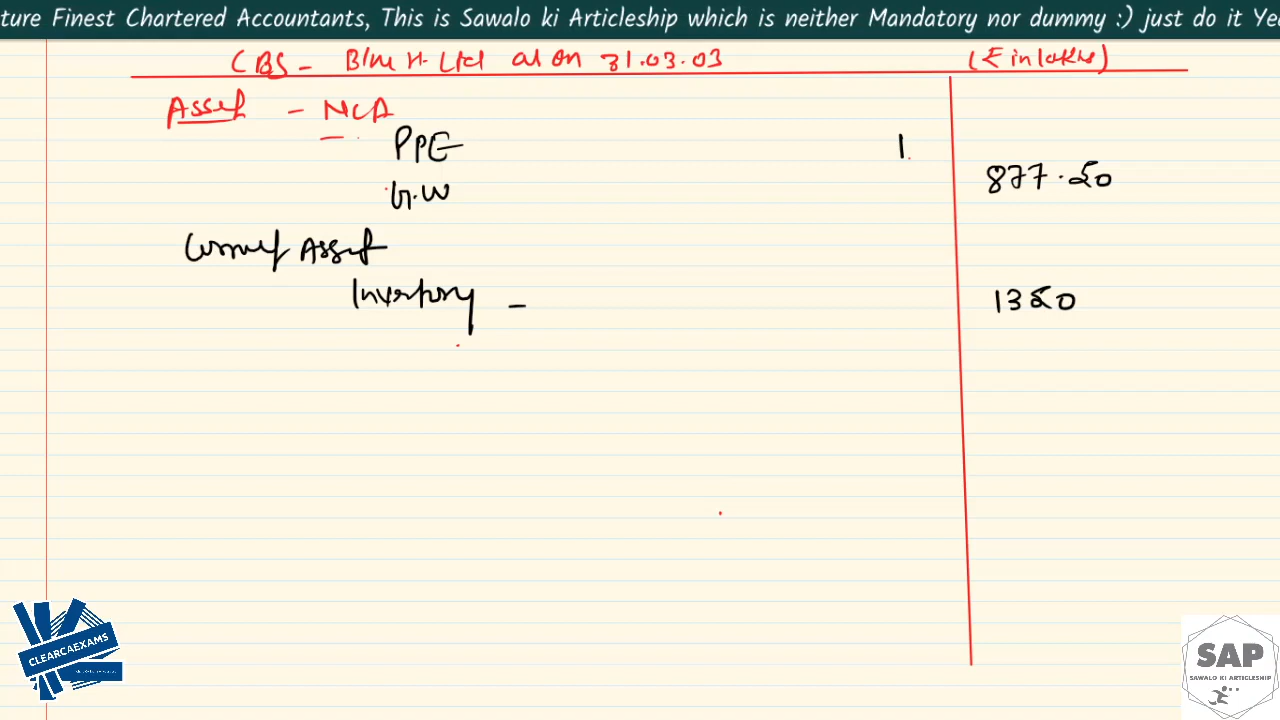 ture Finest Chartered Accountants, This is Sawalo ki Articleship which is neither Mandatory nor dummy :) just do it Ye
CBS - Blue H. Ltd as on 31.03.03 (₹ in lakhs)
Asset - NCA
PPE 1.
877.50
G.W
Current Asset
Inventory - 1350
CLEARCAEXAMS
SAP
SAWALO KI ARTICLESHIP